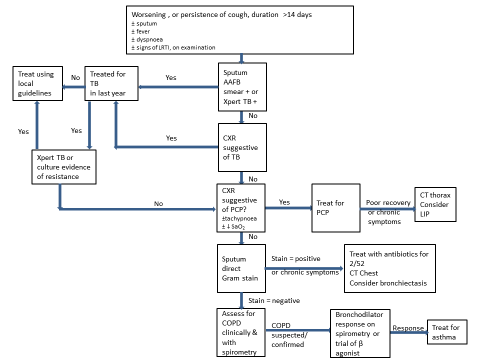 Worsening , or persistence of cough, duration >14 days
± sputum
± fever
± dyspnoea
± signs of LRTI, on examination
Treat using
local
guidelines
No
Treated for
TB
in last year
Yes
Sputum
AAFB
smear + or
Xpert TB +
No
Yes
Yes
Yes
CXR
suggestive
of TB
Xpert TB or
culture evidence
of resistance
No
No
CXR
suggestive
of PCP?
±tachypnoea
± ↓SaO2
Yes
Treat for
PCP
Poor recovery
or chronic
symptoms
CT thorax
Consider
LIP
No
Sputum
direct
Gram stain
Stain = positive
or chronic symptoms
Treat with antibiotics for
2/52
CT Chest
Consider bronchiectasis
Stain = negative
Assess for
COPD
clinically &
with
spirometry
COPD
suspected/
confirmed
Bronchodilator
response on
spirometry or
trial of β
agonist
Response
Treat for
asthma